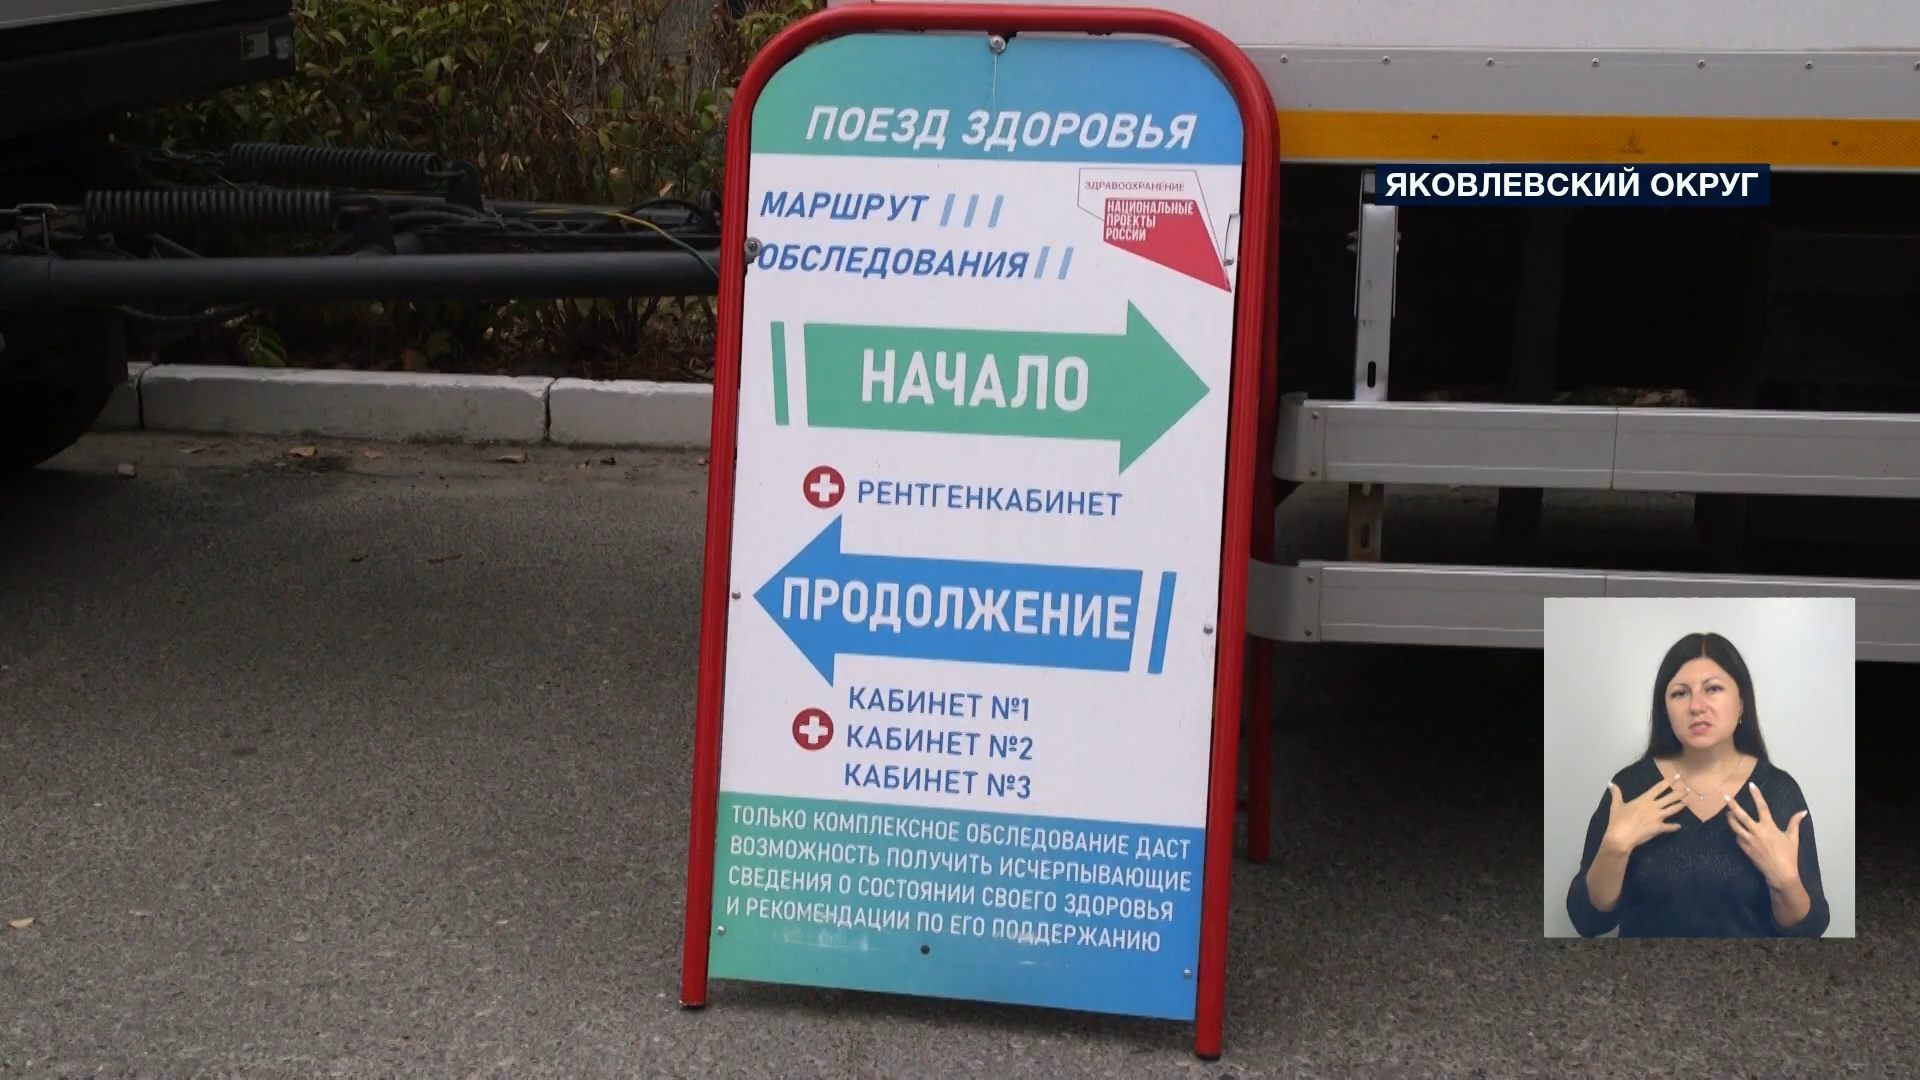 ПОЕЗД ЗДОРОВЬЯ
ЯКОВЛЕВСКИЙ ОКРУГ
МАРШРУТ
ОБСЛЕДОВАНИЯ
ЗДРАВООХРАНЕНИЕ
НАЦИОНАЛЬНЫЕ
ПРОЕКТЫ
РОССИИ
НАЧАЛО
РЕНТГЕНКАБИНЕТ
ПРОДОЛЖЕНИЕ
КАБИНЕТ №1
КАБИНЕТ №2
КАБИНЕТ №3
ТОЛЬКО КОМПЛЕКСНОЕ ОБСЛЕДОВАНИЕ ДАСТ
ВОЗМОЖНОСТЬ ПОЛУЧИТЬ ИСЧЕРПЫВАЮЩИЕ
СВЕДЕНИЯ О СОСТОЯНИИ СВОЕГО ЗДОРОВЬЯ
И РЕКОМЕНДАЦИИ ПО ЕГО ПОДДЕРЖАНИЮ